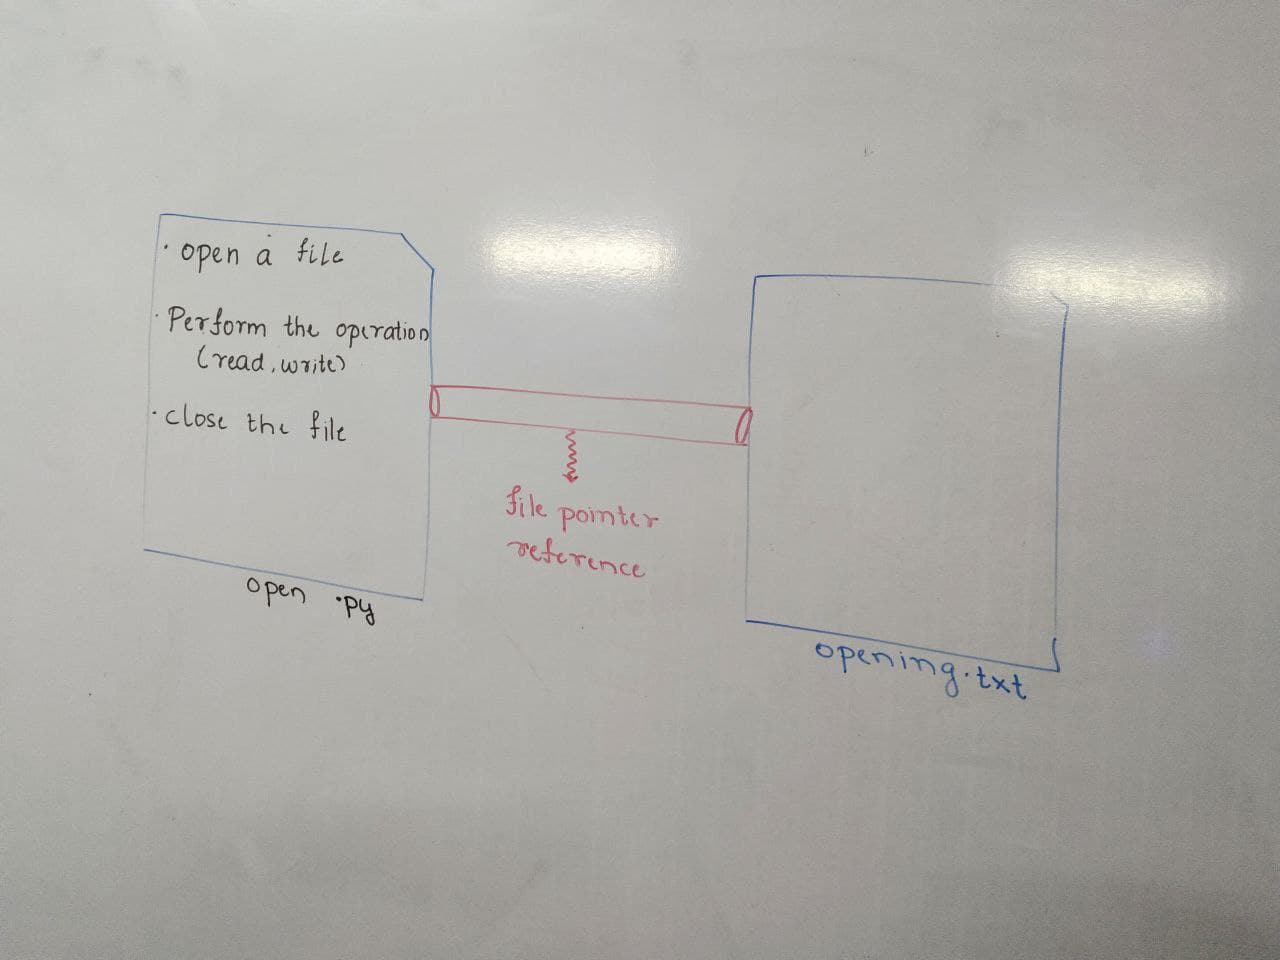 · open a file
· Perform the operation
(read, write)
· close the file
open .py
file pointer
reference
opening.txt